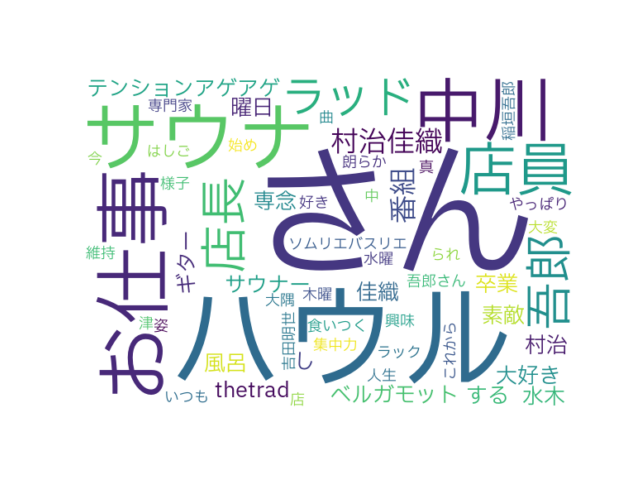 テンションアゲアゲ
専門家
曜日
ラッド
曲
中川
稲垣吾郎
サウナ
今
はしご
始め
村治佳織
朗らか
真
店員
さん
お仕事
様子
店長
専念
好き
中
番組
やっぱり
大変
維持
ギター
ソムリエバスリエ
水曜
られ
吾郎
サウナー
大隅
木曜
佳織
吾郎さん
卒業
ハウル
津
姿
吉田明世
食いつく
興味
素敵
風呂
し
集中力
ラック
これから
村治
thetrad
人生
大好き
いつも
店
ベルガモット
する
水木